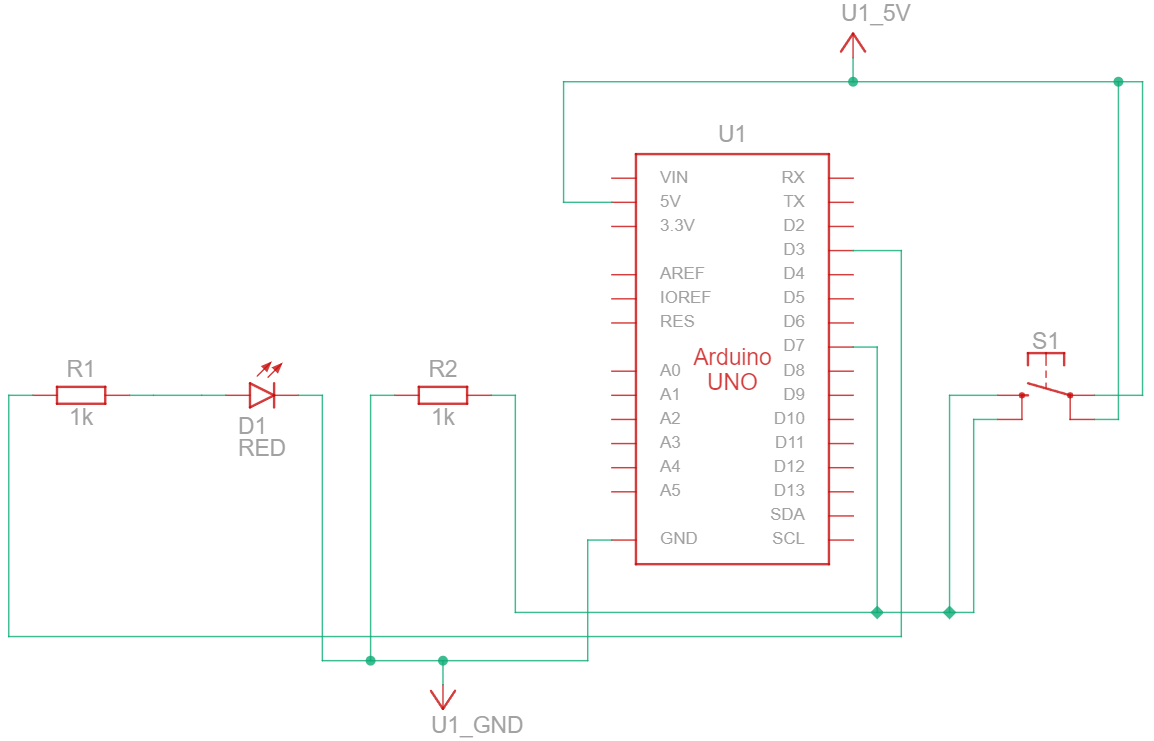 U1_5V
U1
VIN
RX
5V
TX
3.3V
D2
D3
AREF
D4
IOREF
D5
RES
D6
D7
Arduino
UNO
A0
D8
A1
D9
A2
D10
A3
D11
A4
D12
A5
D13
SDA
GND
SCL
S1
R1
1k
D1
RED
R2
1k
U1_GND